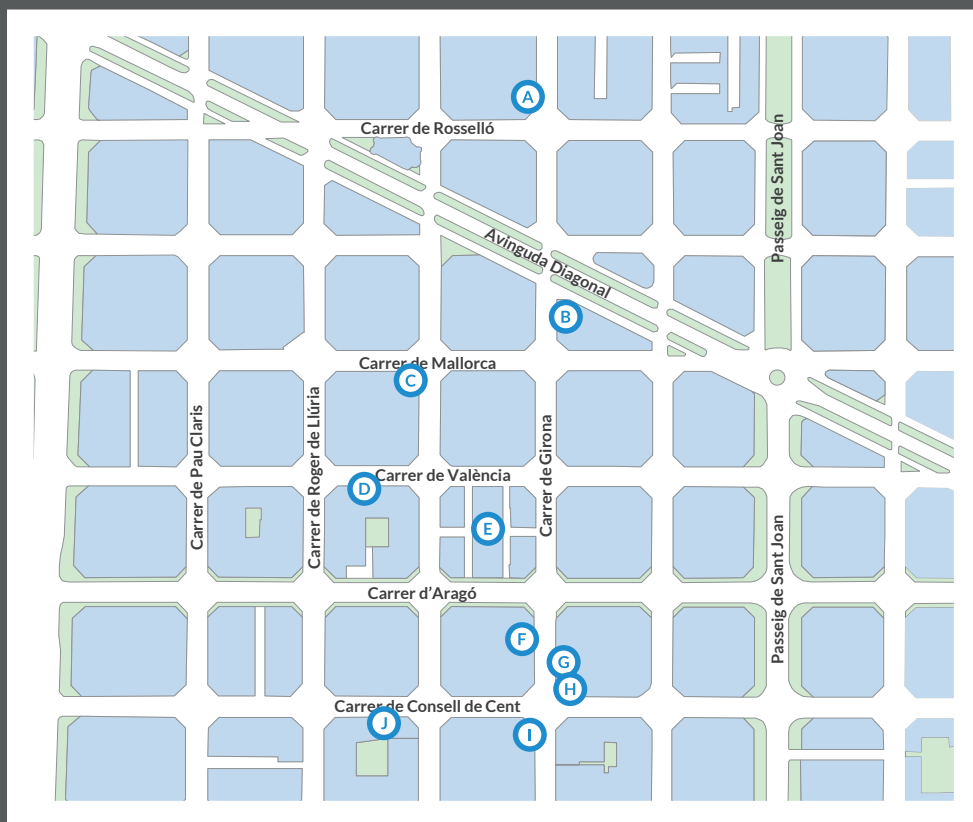 A
Carrer de Rosselló
Passeig de Sant Joan
Avinguda Diagonal
B
Carrer de Mallorca
C
Carrer de Pau Claris
Carrer de Roger de Llúria
Carrer de Girona
Carrer de València
D
E
Passeig de Sant Joan
Carrer d’Aragó
F
G
H
Carrer de Consell de Cent
J
I